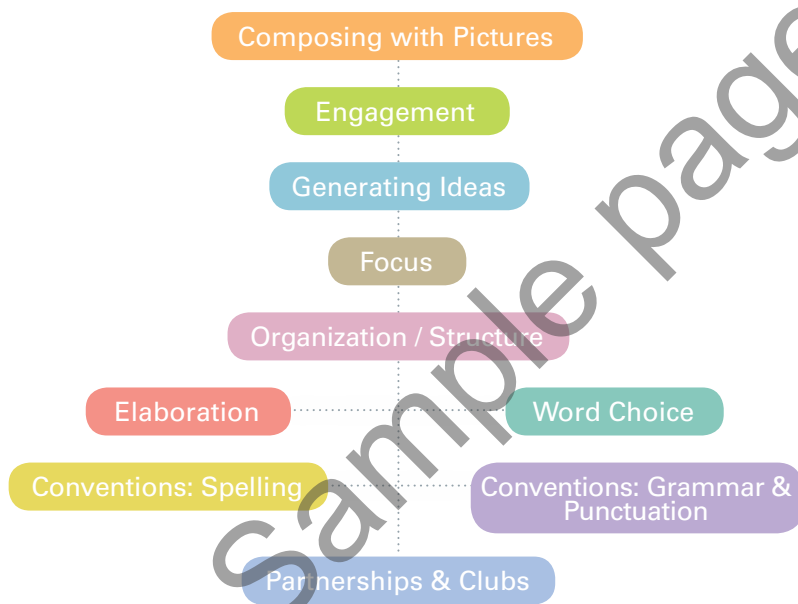 Composing with Pictures
Engagement
Generating Ideas
Focus
Organization / Structure
Elaboration
Word Choice
Conventions: Spelling
Conventions: Grammar &
Punctuation
Partnerships & Clubs
Sample page